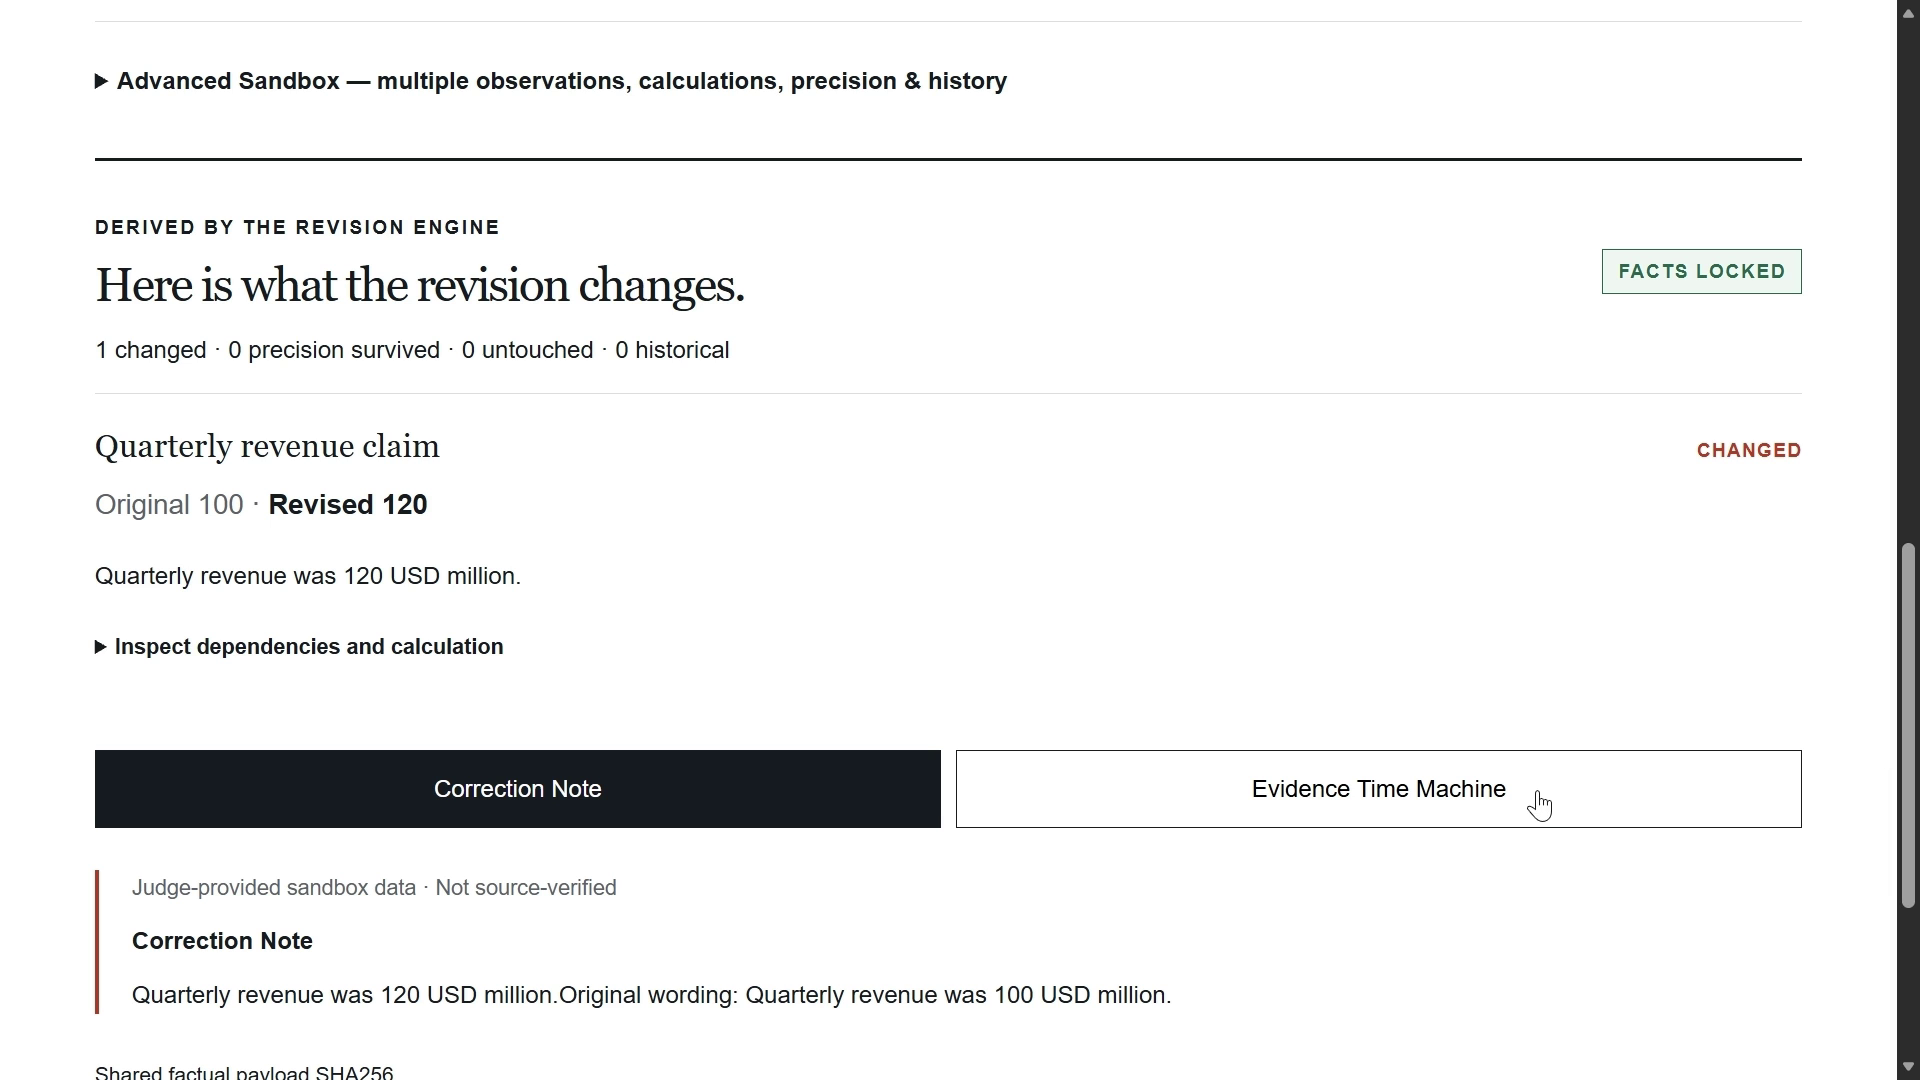 Advanced Sandbox — multiple observations, calculations, precision & history
DERIVED BY THE REVISION ENGINE
Here is what the revision changes.
FACTS LOCKED
1 changed · 0 precision survived · 0 untouched · 0 historical
Quarterly revenue claim
CHANGED
Original 100 · Revised 120
Quarterly revenue was 120 USD million.
Inspect dependencies and calculation
Correction Note
Evidence Time Machine
Judge-provided sandbox data · Not source-verified
Correction Note
Quarterly revenue was 120 USD million.Original wording: Quarterly revenue was 100 USD million.
Shared factual payload SHA256